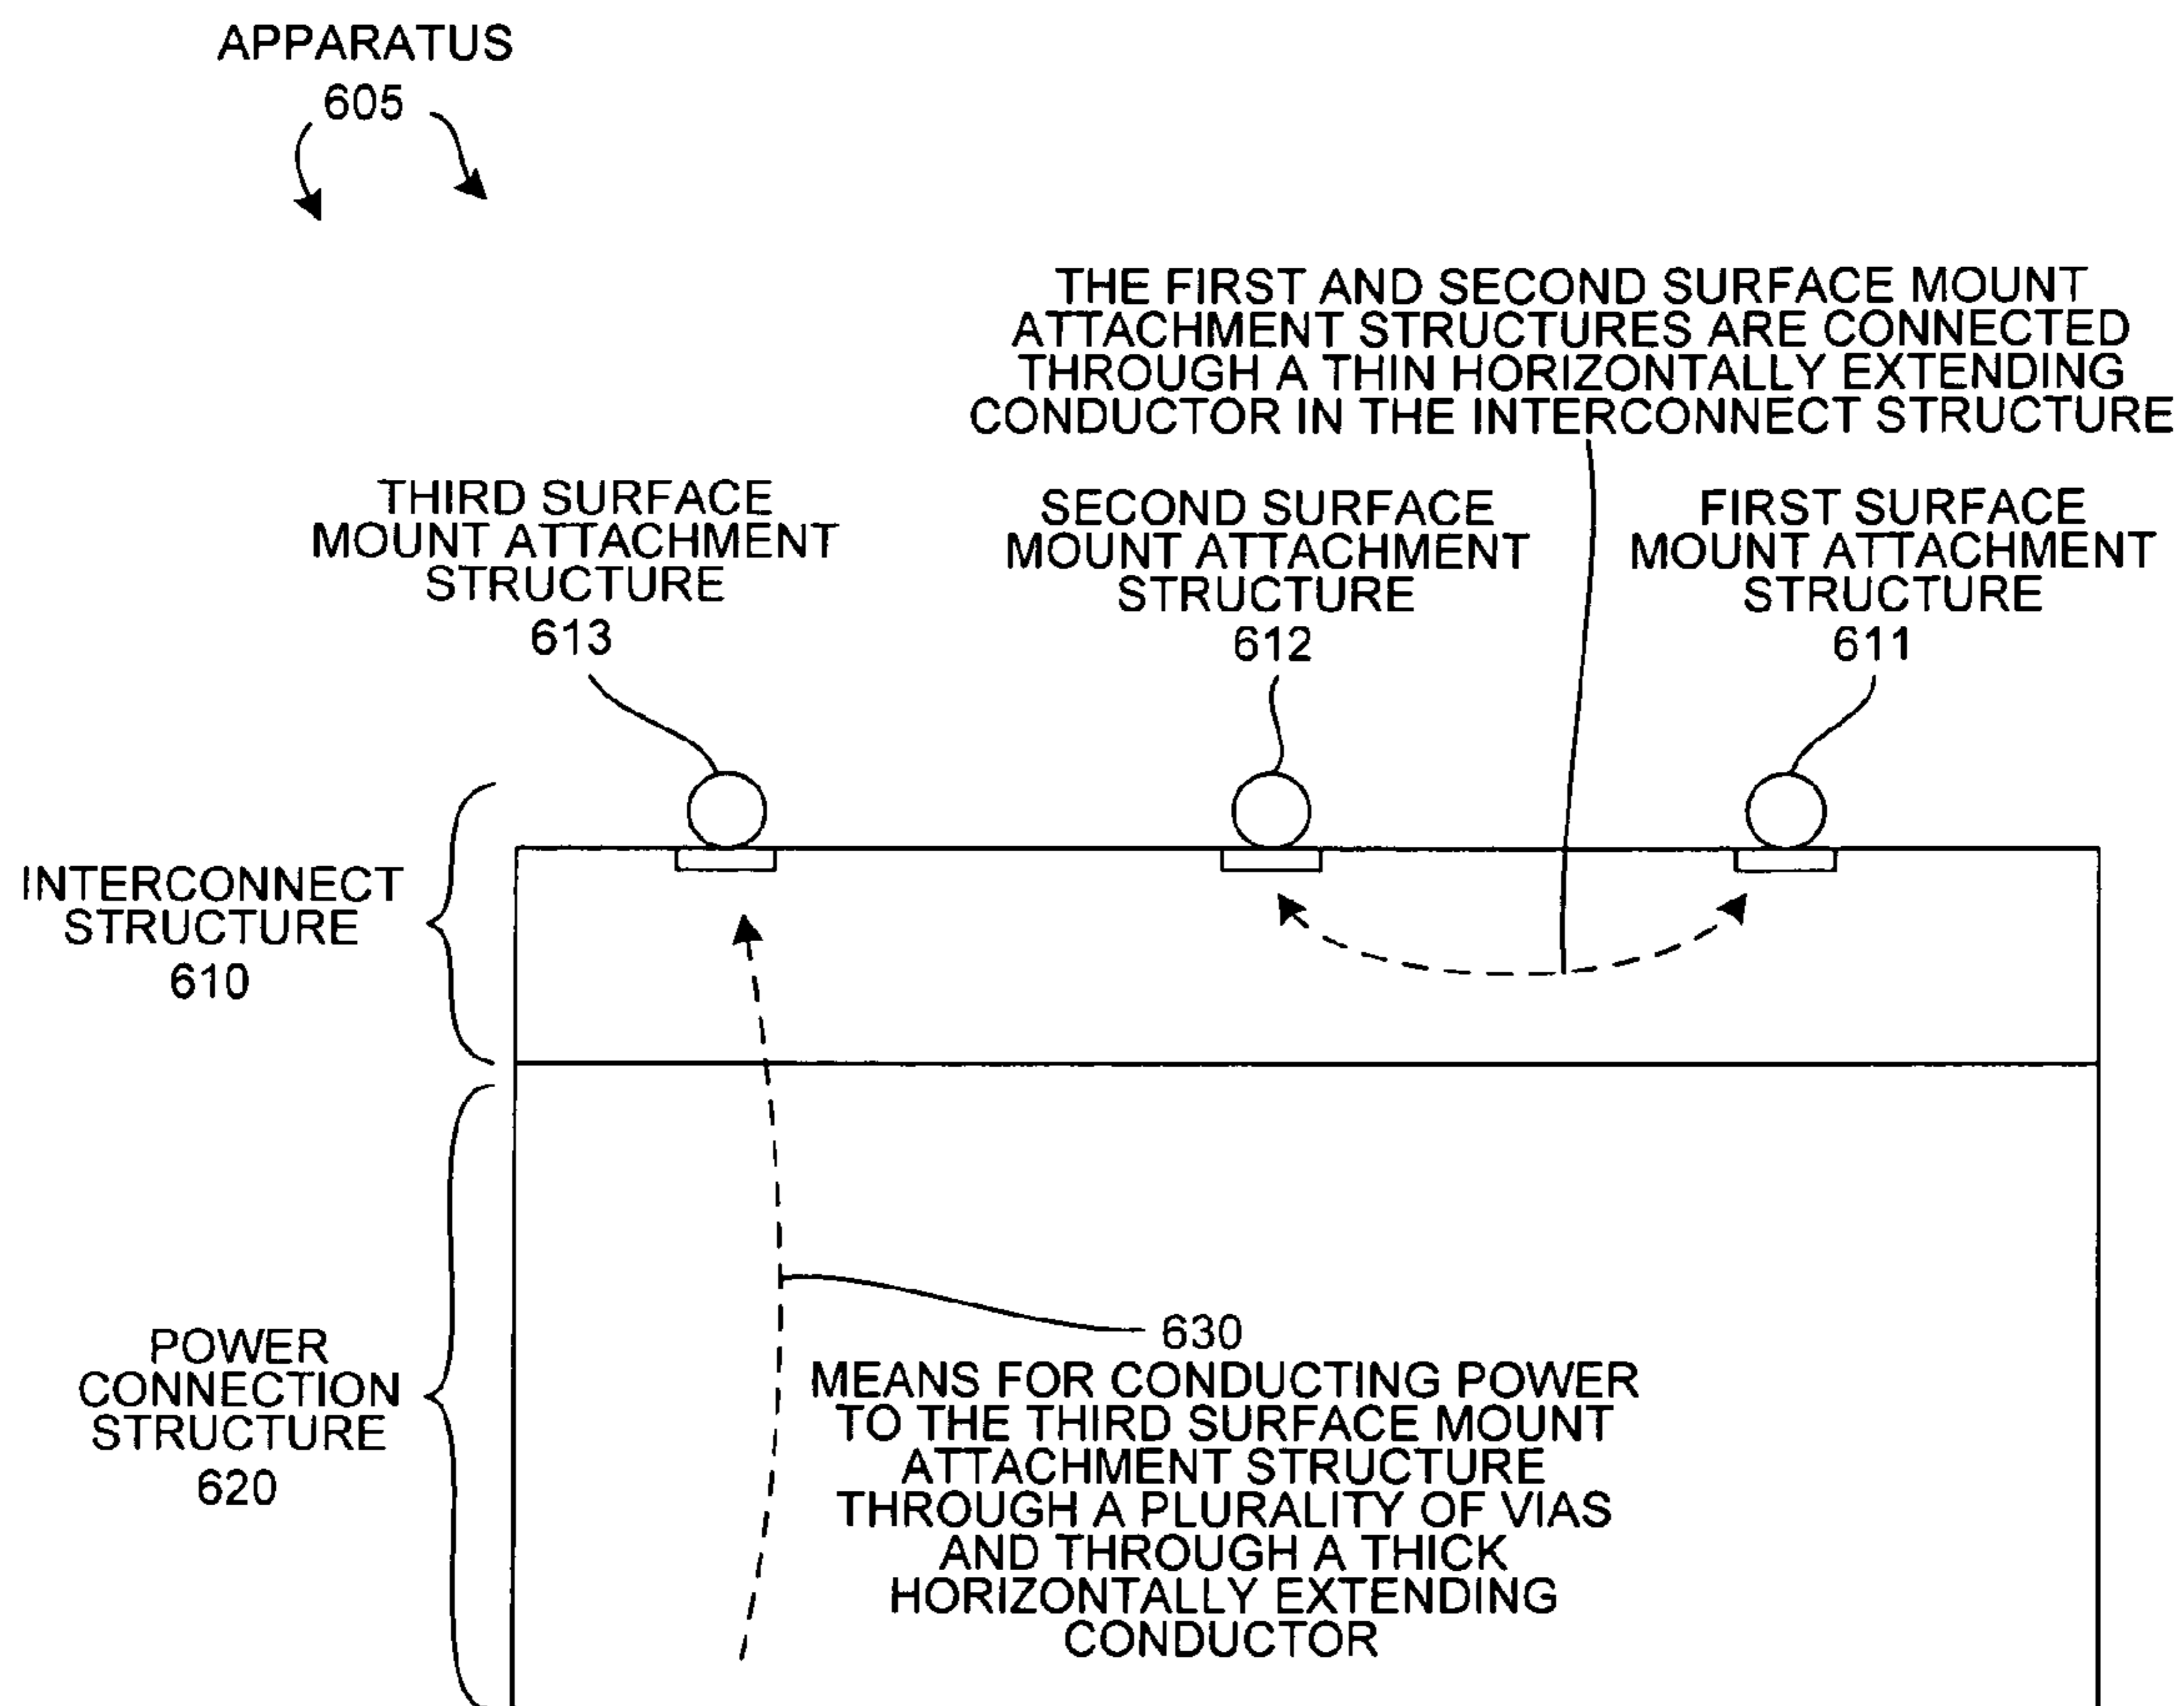 APPARATUS
605
THE FIRST AND SECOND SURFACE MOUNT
ATTACHMENT STRUCTURES ARE CONNECTED
THROUGH A THIN HORIZONTALLY EXTENDING
CONDUCTOR IN THE INTERCONNECT STRUCTURE
THIRD SURFACE
MOUNT ATTACHMENT
STRUCTURE
613
SECOND SURFACE
MOUNT ATTACHMENT
STRUCTURE
612
FIRST SURFACE
MOUNT ATTACHMENT
STRUCTURE
611
INTERCONNECT
STRUCTURE
610
POWER
CONNECTION
STRUCTURE
620
630
MEANS FOR CONDUCTING POWER
TO THE THIRD SURFACE MOUNT
ATTACHMENT STRUCTURE
THROUGH A PLURALITY OF VIAS
AND THROUGH A THICK
HORIZONTALLY EXTENDING
CONDUCTOR